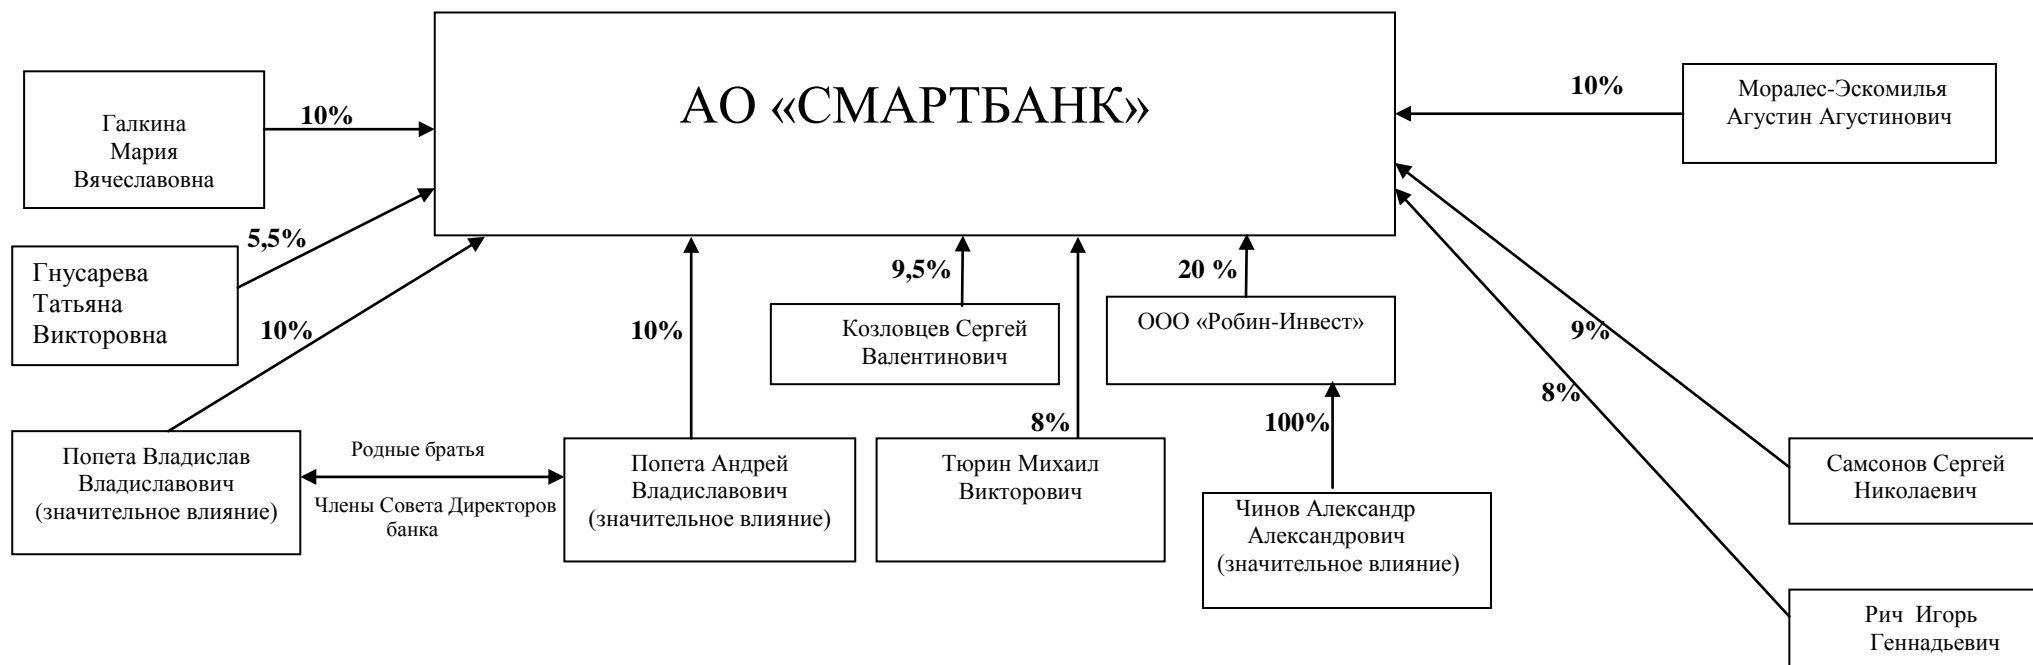 АО «СМАРТБАНК»
Галкина
Мария
Вячеславовна
10%
10%
Моралес-Эскомилья
Агустин Агустинович
Гнусарева
Татьяна
Викторовна
5,5%
10%
10%
9,5%
Козловцев Сергей
Валентинович
20 %
ООО «Робин-Инвест»
9%
8%
8%
100%
Попета Владислав
Владиславович
(значительное влияние)
Родные братья
Члены Совета Директоров
банка
Попета Андрей
Владиславович
(значительное влияние)
Тюрин Михаил
Викторович
Чинов Александр
Александрович
(значительное влияние)
Самсонов Сергей
Николаевич
Рич Игорь
Геннадьевич